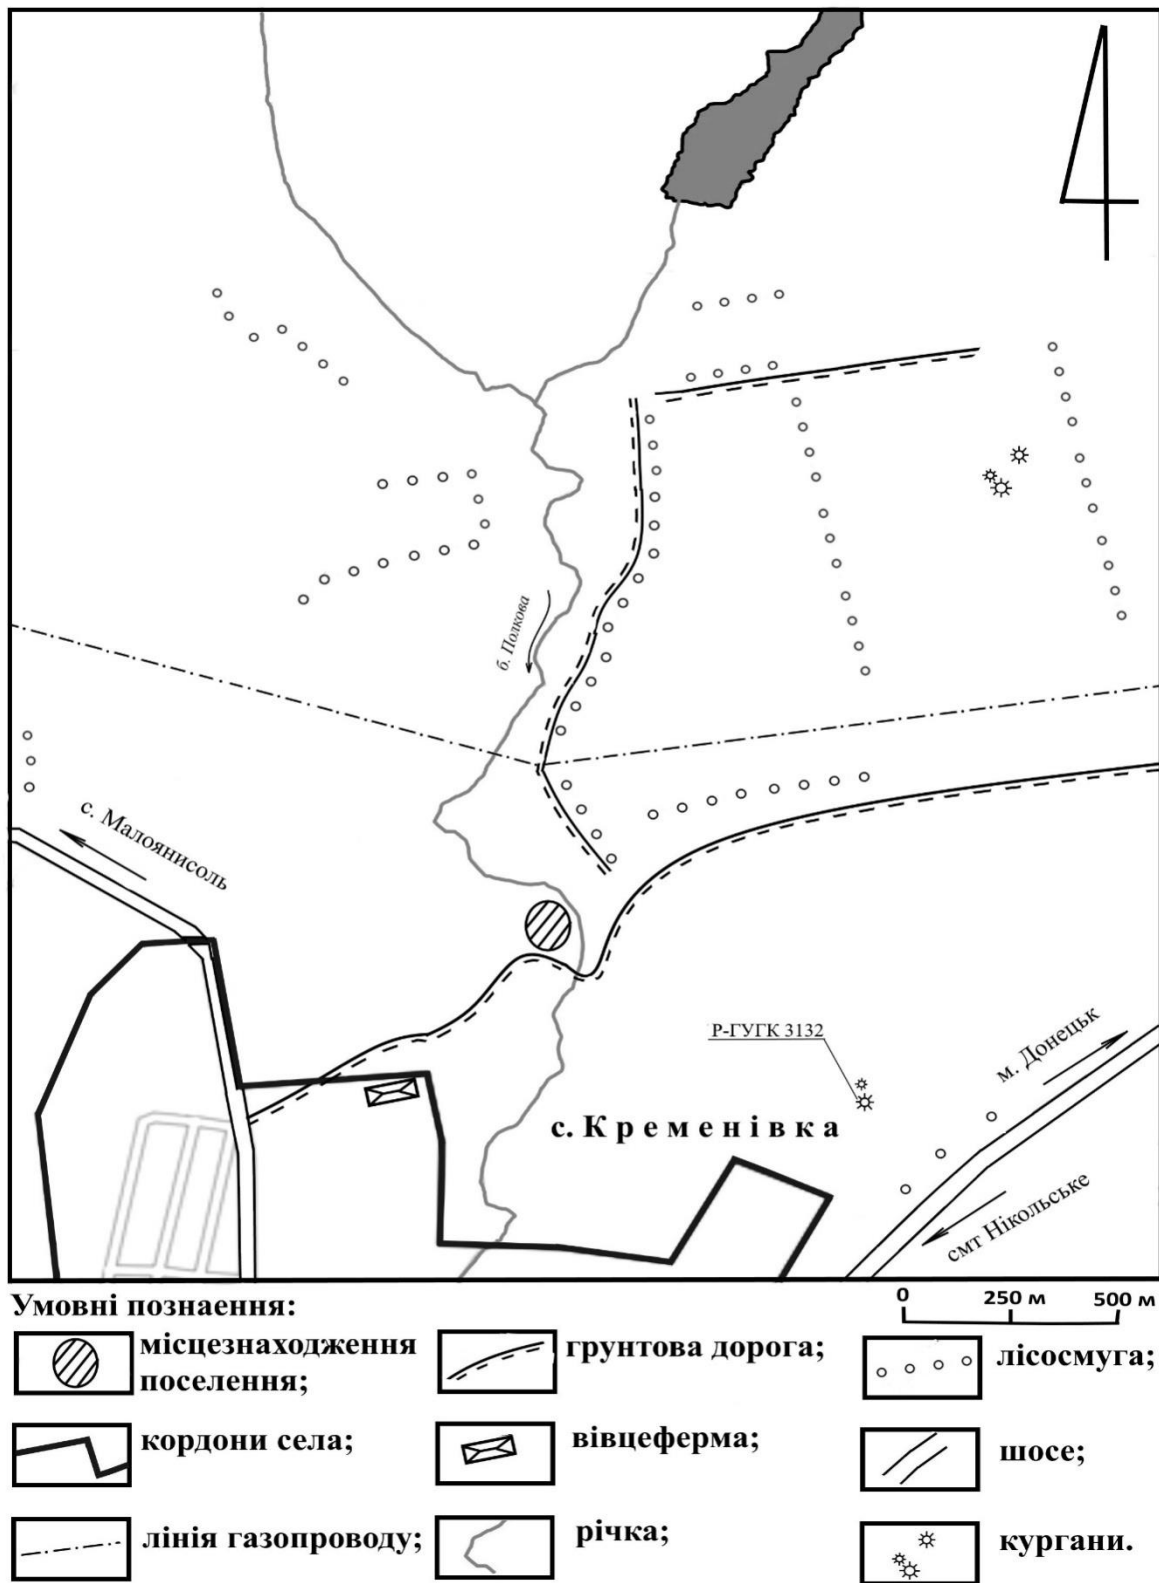 б. Полкова
с. Малоянисоль
Р-ГУГК 3132
м. Донецьк
с. Кременівка
смт Нікольське
Умовні познаення:
0 250 м 500 м
місцезнаходження
поселення;
грунтова дорога;
лісосмуга;
кордони села;
вівцеферма;
шосе;
лінія газопроводу;
річка;
кургани.